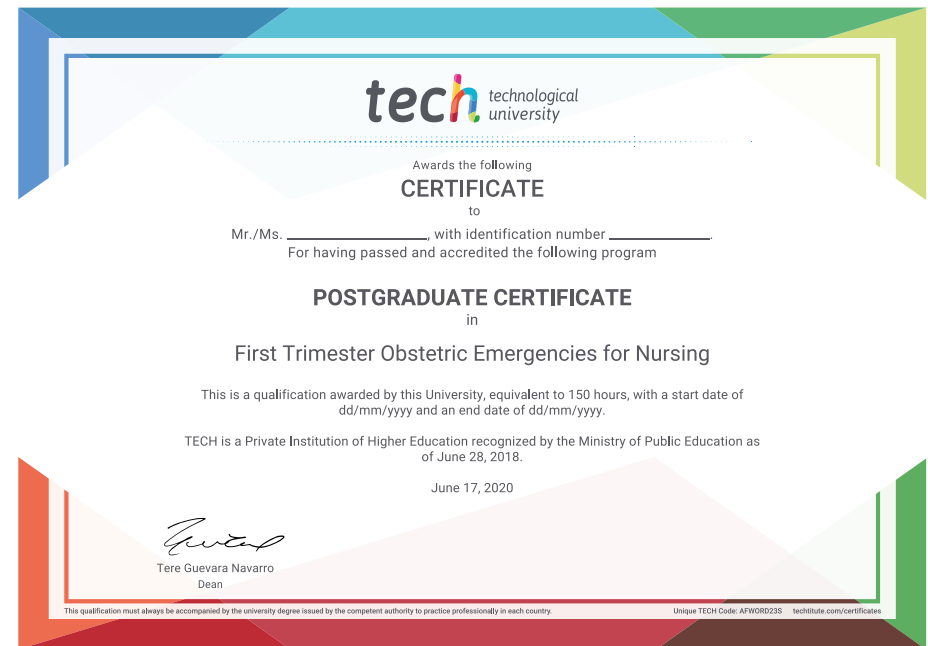 tech technological
university
Awards the following
CERTIFICATE
to
Mr./Ms. ____________________, with identification number ______________.
For having passed and accredited the following program
POSTGRADUATE CERTIFICATE
in
First Trimester Obstetric Emergencies for Nursing
This is a qualification awarded by this University, equivalent to 150 hours, with a start date of
dd/mm/yyyy and an end date of dd/mm/yyyy.
TECH is a Private Institution of Higher Education recognized by the Ministry of Public Education as
of June 28, 2018.
June 17, 2020
Tere Guevara Navarro
Dean
This qualification must always be accompanied by the university degree issued by the competent authority to practice professionally in each country. Unique TECH Code: AFWORD23S techtitute.com/certificates